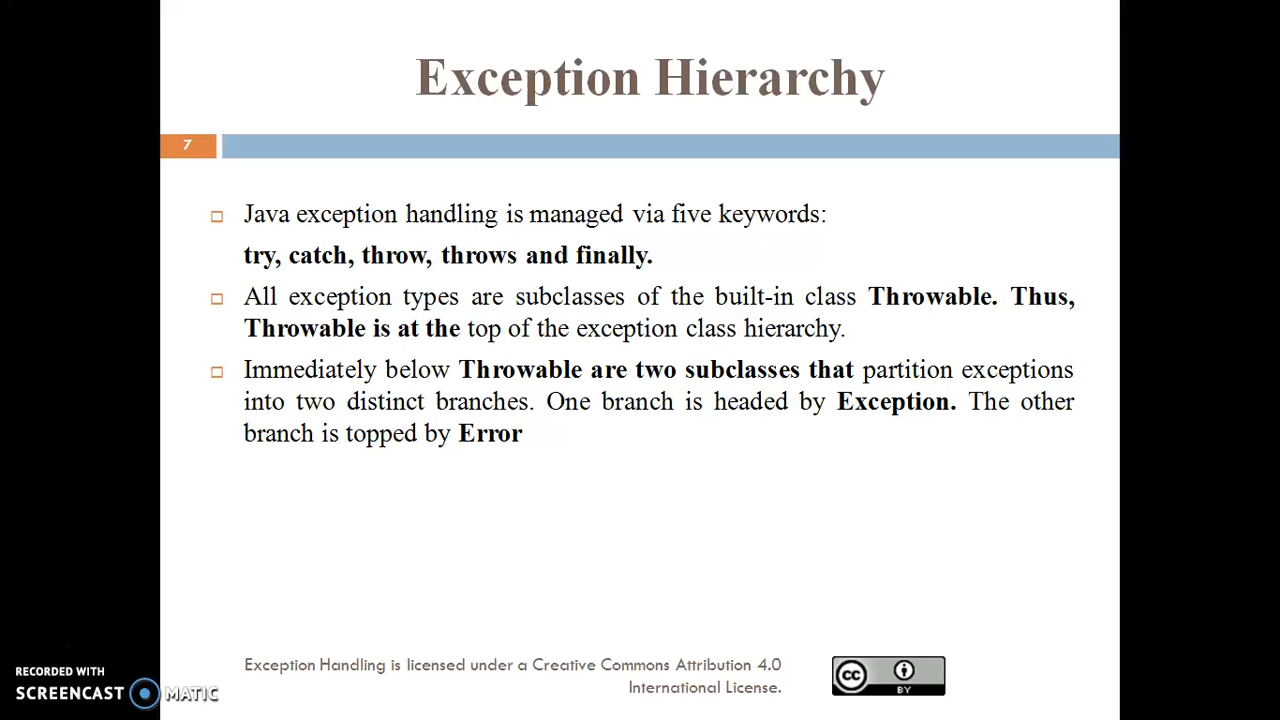 Exception Hierarchy
7
Java exception handling is managed via five keywords:
try, catch, throw, throws and finally.
All exception types are subclasses of the built-in class Throwable. Thus,
Throwable is at the top of the exception class hierarchy.
Immediately below Throwable are two subclasses that partition exceptions
into two distinct branches. One branch is headed by Exception. The other
branch is topped by Error
Exception Handling is licensed under a Creative Commons Attribution 4.0
International License.
cc
BY
RECORDED WITH
SCREENCAST MATIC